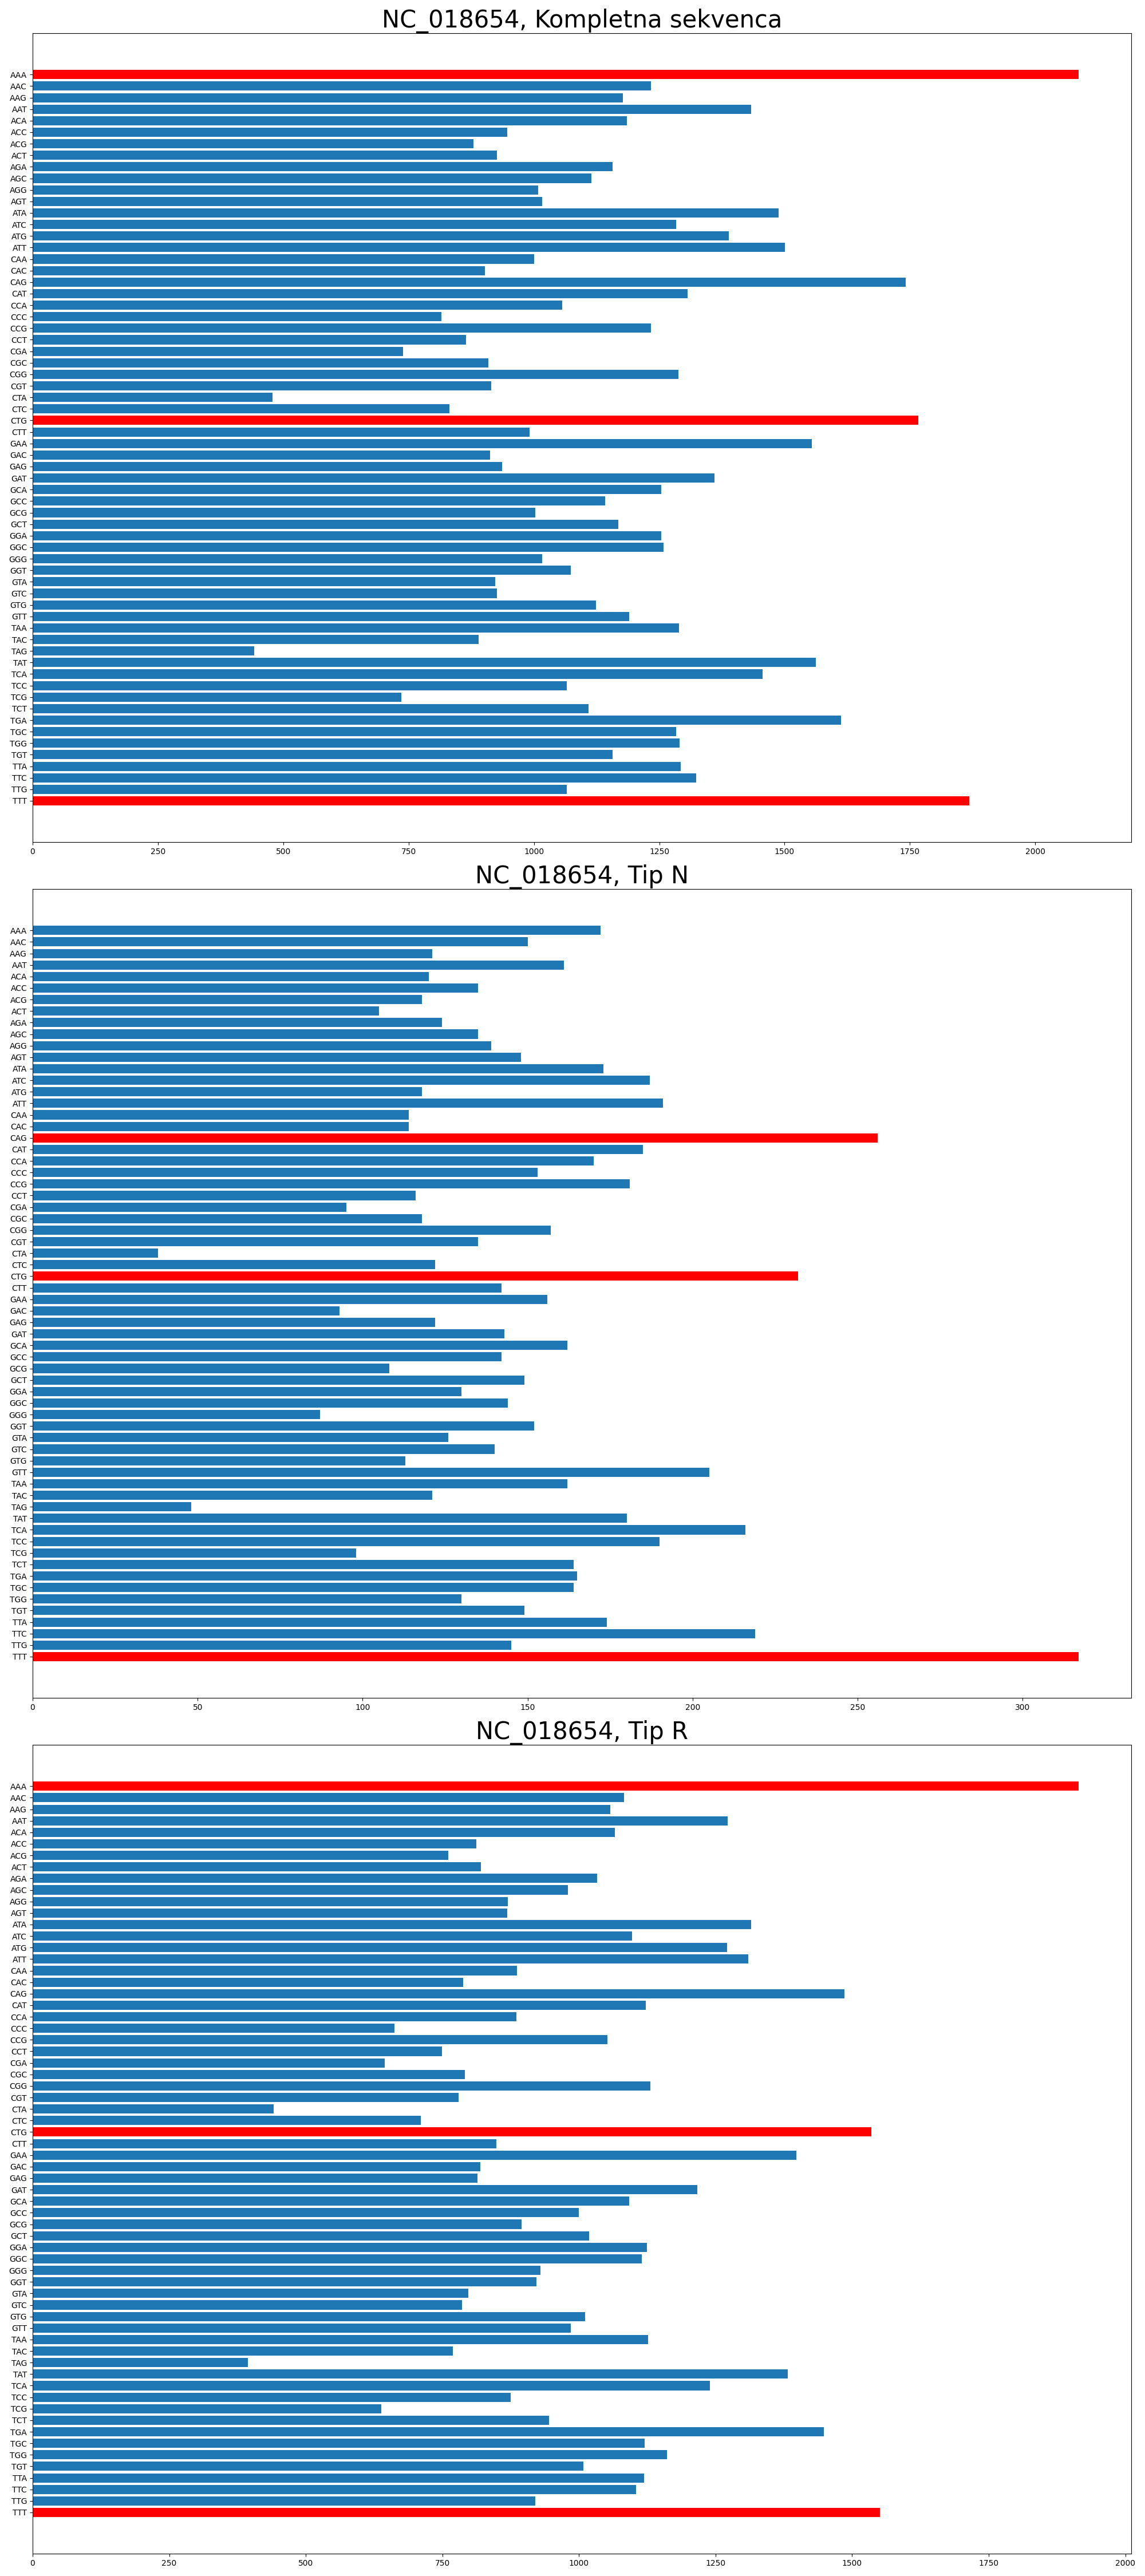 NC_018654, Kompletna sekvenca
AAA
AAC
AAG
AAT
ACA
ACC
ACG
ACT
AGA
AGC
AGG
AGT
ATA
ATC
ATG
ATT
CAA
CAC
CAG
CAT
CCA
CCC
CCG
CCT
CGA
CGC
CGG
CGT
CTA
CTC
CTG
CTT
GAA
GAC
GAG
GAT
GCA
GCC
GCG
GCT
GGA
GGC
GGG
GGT
GTA
GTC
GTG
GTT
TAA
TAC
TAG
TAT
TCA
TCC
TCG
TCT
TGA
TGC
TGG
TGT
TTA
TTC
TTG
TTT
0 250 500 750 1000 1250 1500 1750 2000
NC_018654, Tip N
AAA
AAC
AAG
AAT
ACA
ACC
ACG
ACT
AGA
AGC
AGG
AGT
ATA
ATC
ATG
ATT
CAA
CAC
CAG
CAT
CCA
CCC
CCG
CCT
CGA
CGC
CGG
CGT
CTA
CTC
CTG
CTT
GAA
GAC
GAG
GAT
GCA
GCC
GCG
GCT
GGA
GGC
GGG
GGT
GTA
GTC
GTG
GTT
TAA
TAC
TAG
TAT
TCA
TCC
TCG
TCT
TGA
TGC
TGG
TGT
TTA
TTC
TTG
TTT
0 50 100 150 200 250 300
NC_018654, Tip R
AAA
AAC
AAG
AAT
ACA
ACC
ACG
ACT
AGA
AGC
AGG
AGT
ATA
ATC
ATG
ATT
CAA
CAC
CAG
CAT
CCA
CCC
CCG
CCT
CGA
CGC
CGG
CGT
CTA
CTC
CTG
CTT
GAA
GAC
GAG
GAT
GCA
GCC
GCG
GCT
GGA
GGC
GGG
GGT
GTA
GTC
GTG
GTT
TAA
TAC
TAG
TAT
TCA
TCC
TCG
TCT
TGA
TGC
TGG
TGT
TTA
TTC
TTG
TTT
0 250 500 750 1000 1250 1500 1750 2000